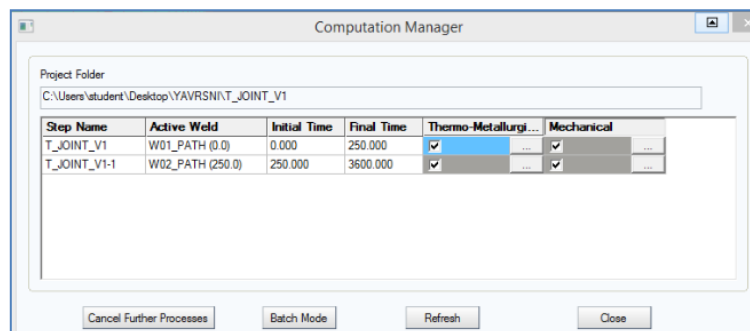 Computation Manager
Project Folder
C:\Users\student\Desktop\YAVRSNI\T_JOINT_V1
Step Name Active Weld Initial Time Final Time Thermo-Metallurgi... Mechanical
T_JOINT_V1 W01_PATH (0.0) 0.000 250.000 ... ...
T_JOINT_V1-1 W02_PATH (250.0) 250.000 3600.000 ... ...
Cancel Further Processes Batch Mode Refresh Close